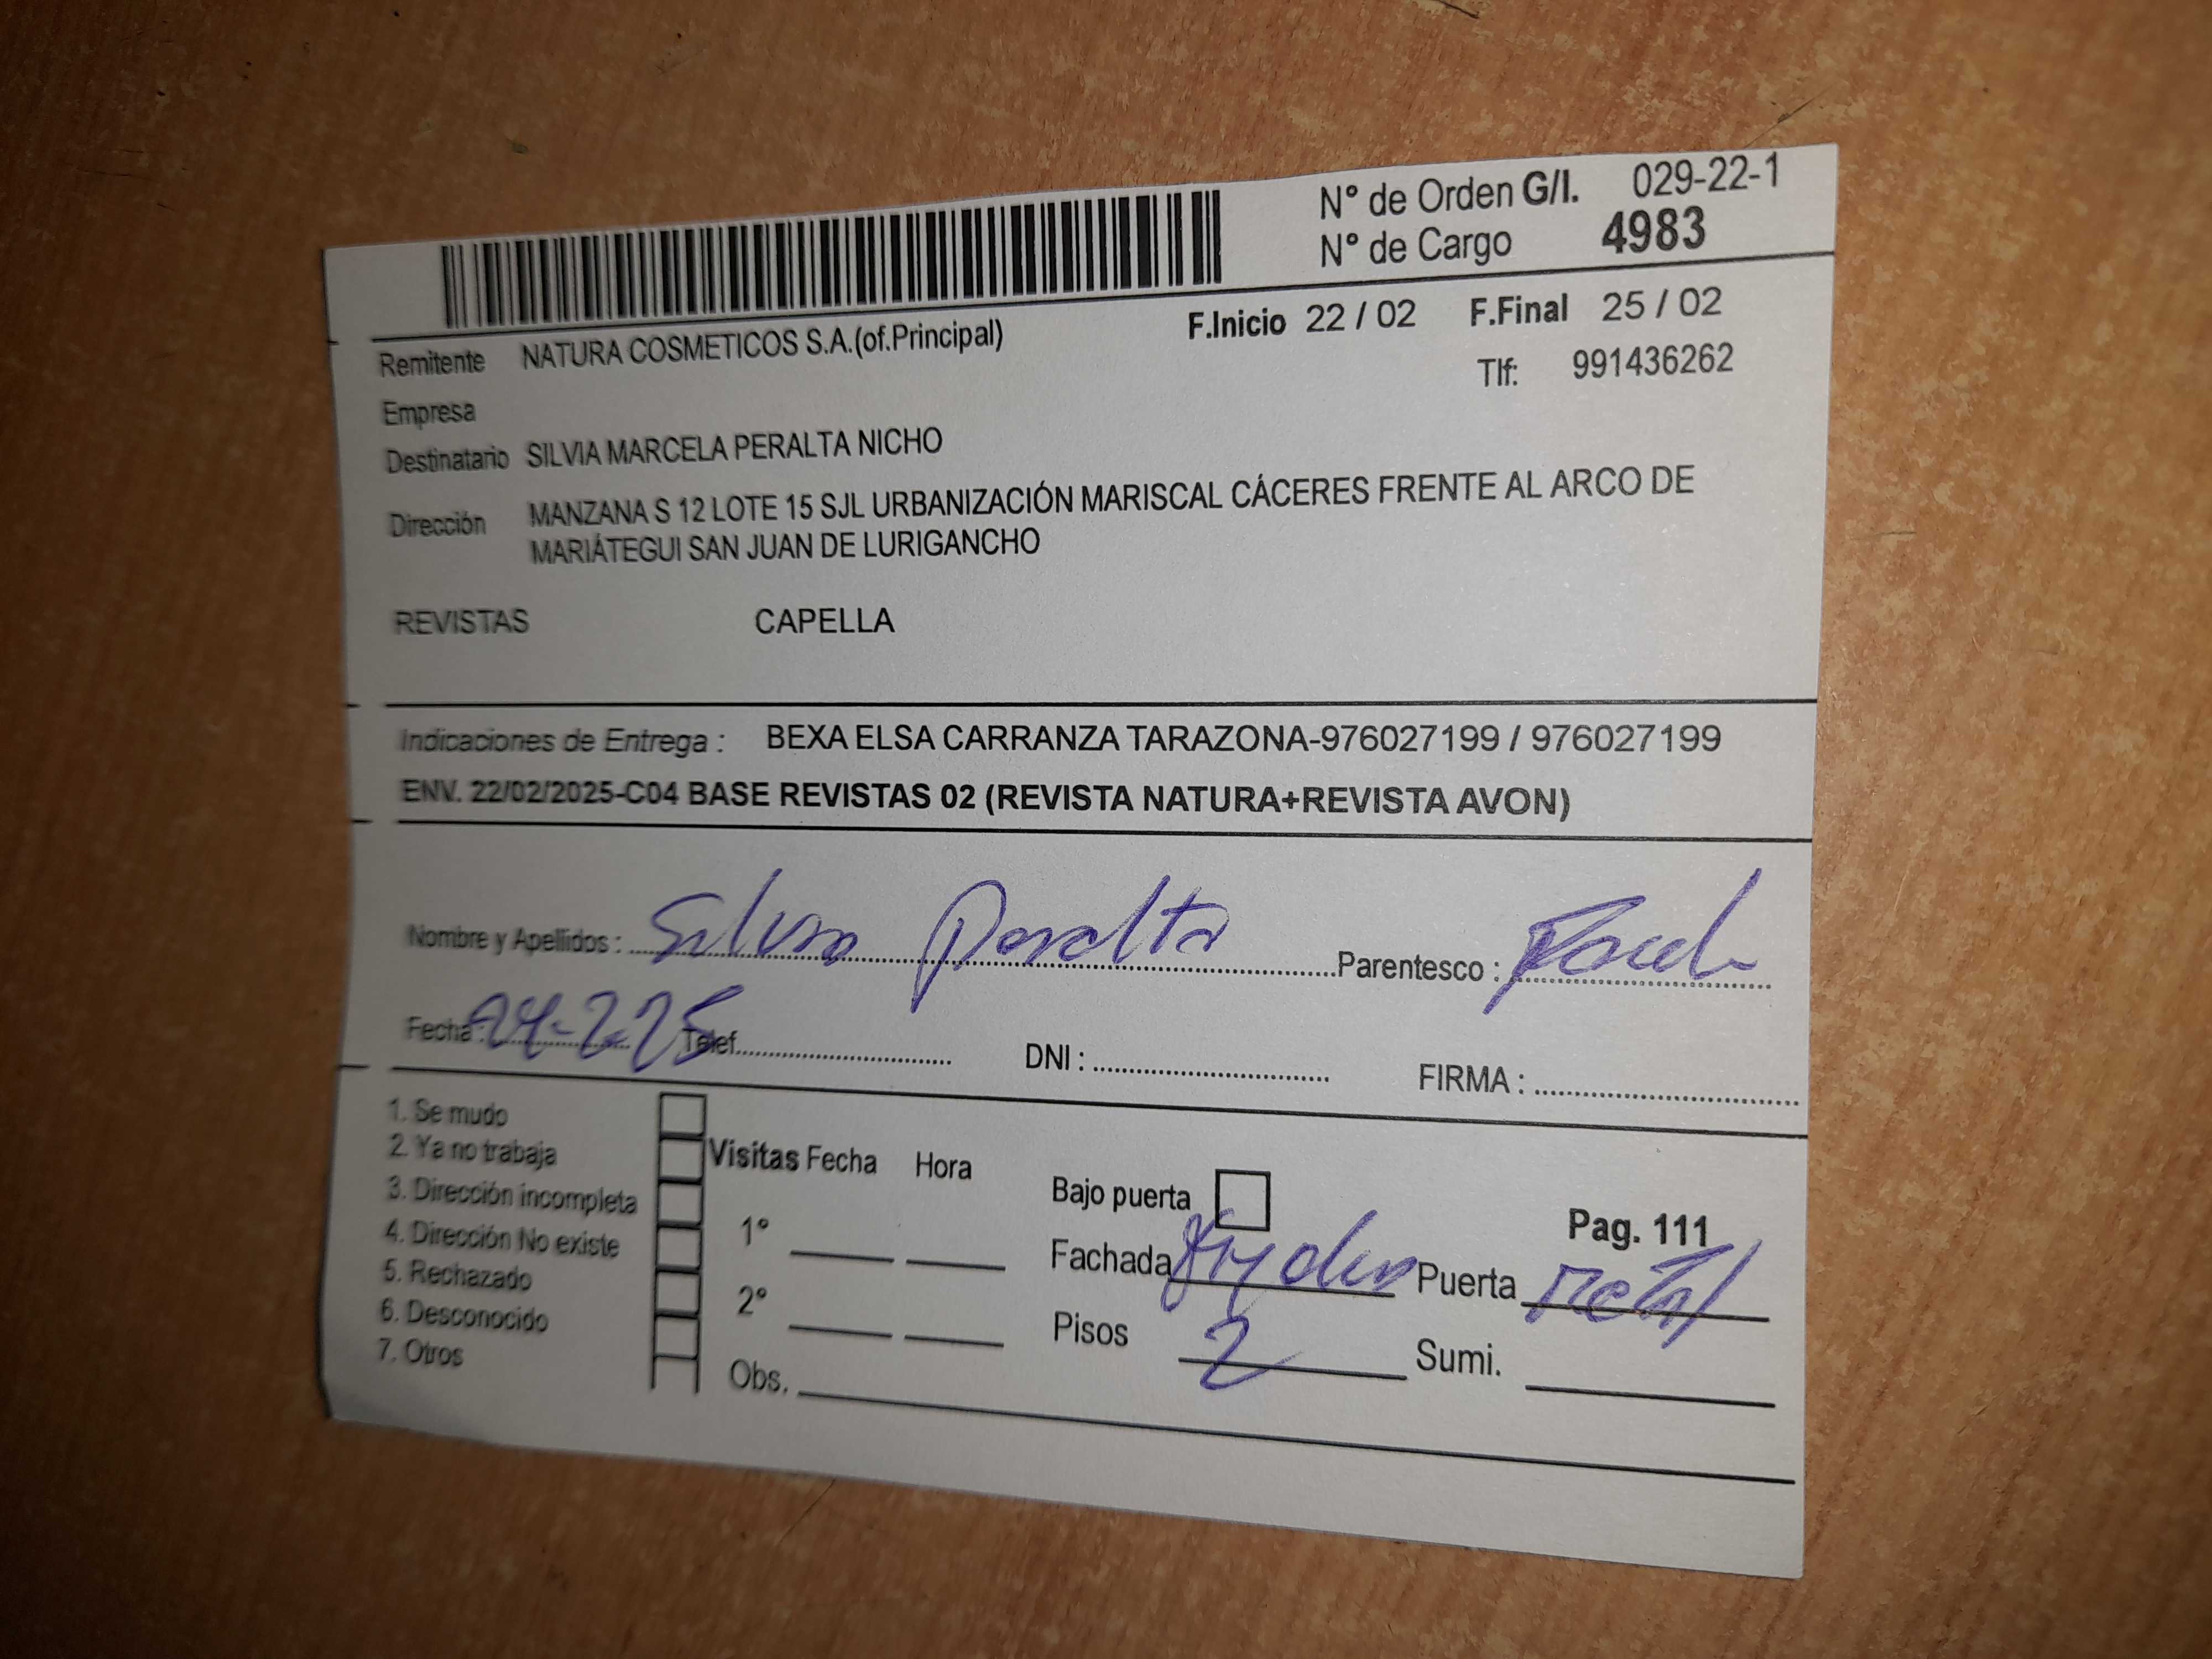 N° de Orden G/I. 029-22-1
N° de Cargo 4983
F.Inicio 22 / 02 F.Final 25 / 02
Remitente NATURA COSMETICOS S.A.(of.Principal)
Tlf: 991436262
Empresa
Destinatario SILVIA MARCELA PERALTA NICHO
Dirección MANZANA S 12 LOTE 15 SJL URBANIZACIÓN MARISCAL CÁCERES FRENTE AL ARCO DE
MARIÁTEGUI SAN JUAN DE LURIGANCHO
REVISTAS CAPELLA
Indicaciones de Entrega : BEXA ELSA CARRANZA TARAZONA-976027199 / 976027199
ENV. 22/02/2025-C04 BASE REVISTAS 02 (REVISTA NATURA+REVISTA AVON)
Nombre y Apellidos : Silvia Peralta Parentesco :
Fecha : 24-2-25 Telef. DNI : FIRMA :
1. Se mudo
2. Ya no trabaja
3. Dirección incompleta
4. Dirección No existe
5. Rechazado
6. Desconocido
7. Otros
Visitas Fecha Hora
1°
2°
Obs.
Bajo puerta
Pag. 111
Fachada Puerta Metal
Pisos 2 Sumi.